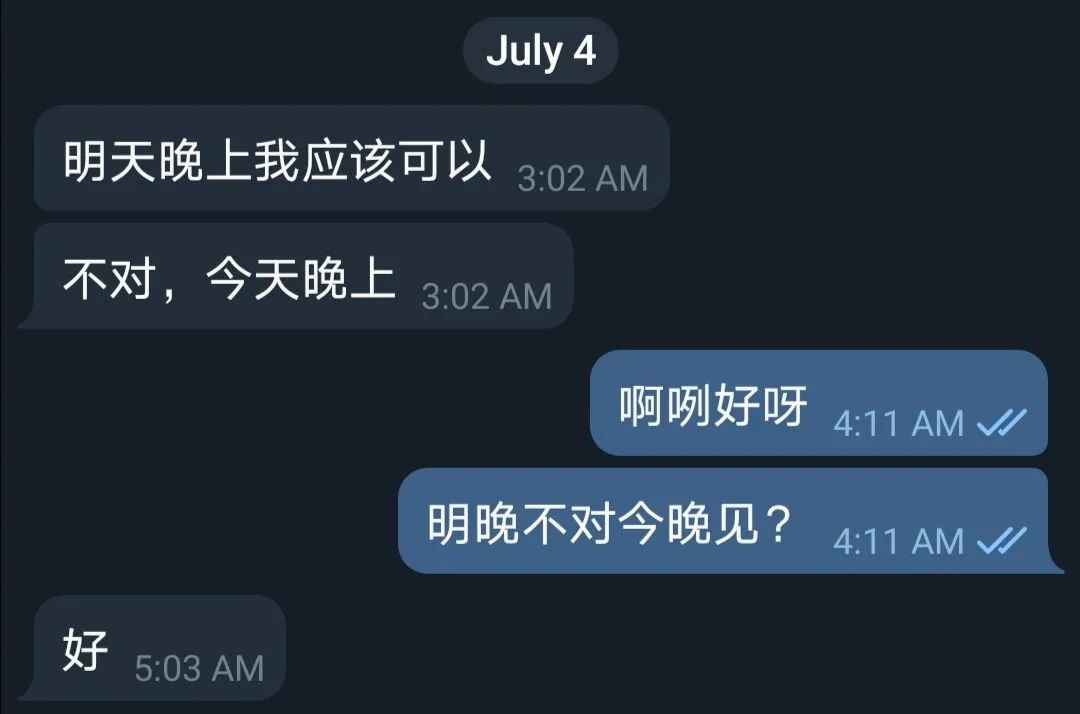 July 4
明天晚上我应该可以 3:02 AM
不对，今天晚上 3:02 AM
啊咧好呀 4:11 AM
明晚不对今晚见？ 4:11 AM
好 5:03 AM